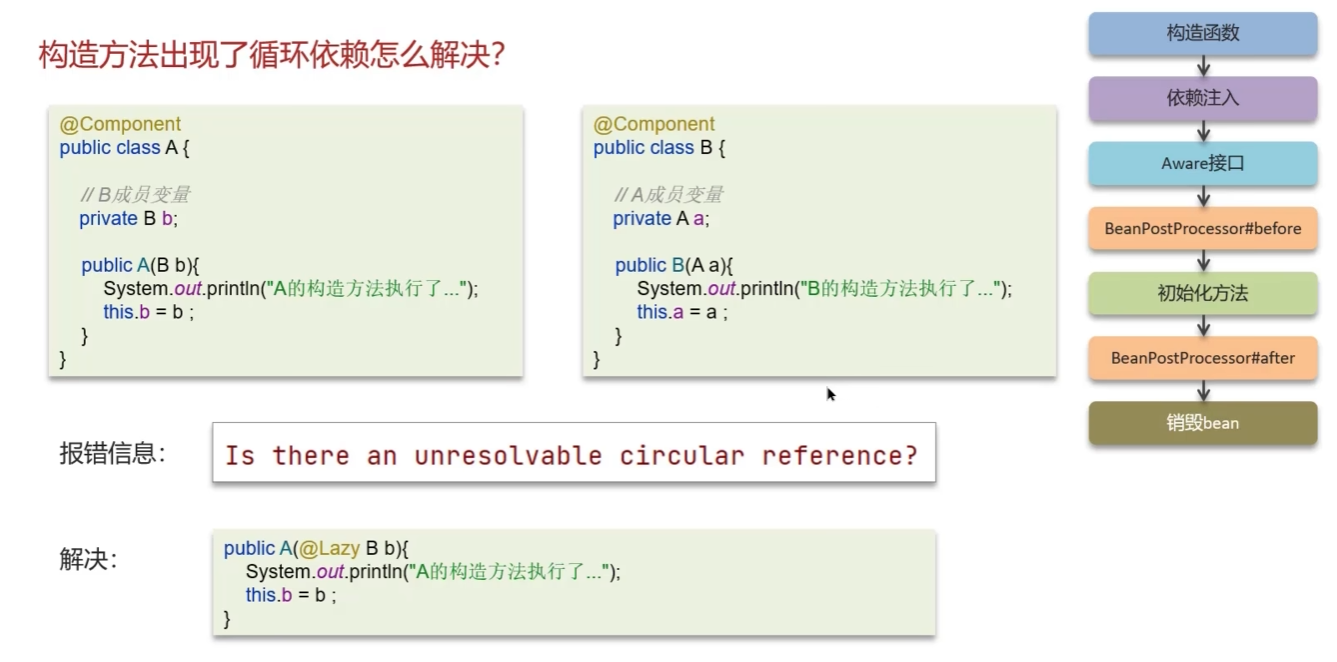 构造方法出现了循环依赖怎么解决?
@Component
public class A {
// B成员变量
private B b;
public A(B b){
System.out.println("A的构造方法执行了...");
this.b = b ;
}
}
@Component
public class B {
// A成员变量
private A a;
public B(A a){
System.out.println("B的构造方法执行了...");
this.a = a ;
}
}
报错信息:
Is there an unresolvable circular reference?
解决:
public A(@Lazy B b){
System.out.println("A的构造方法执行了...");
this.b = b ;
}
构造函数
依赖注入
Aware接口
BeanPostProcessor#before
初始化方法
BeanPostProcessor#after
销毁bean